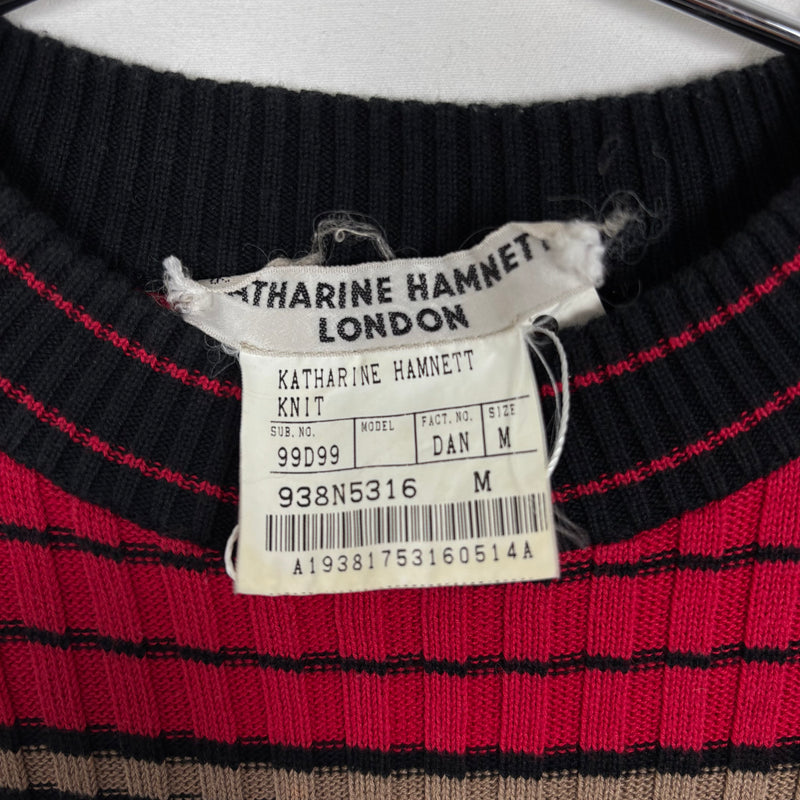 KATHARINE HAMNETT
LONDON
KATHARINE HAMNETT
KNIT
SUB. NO. MODEL FACT. NO. SIZE
99D99 DAN M
938N5316 M
A19381753160514A